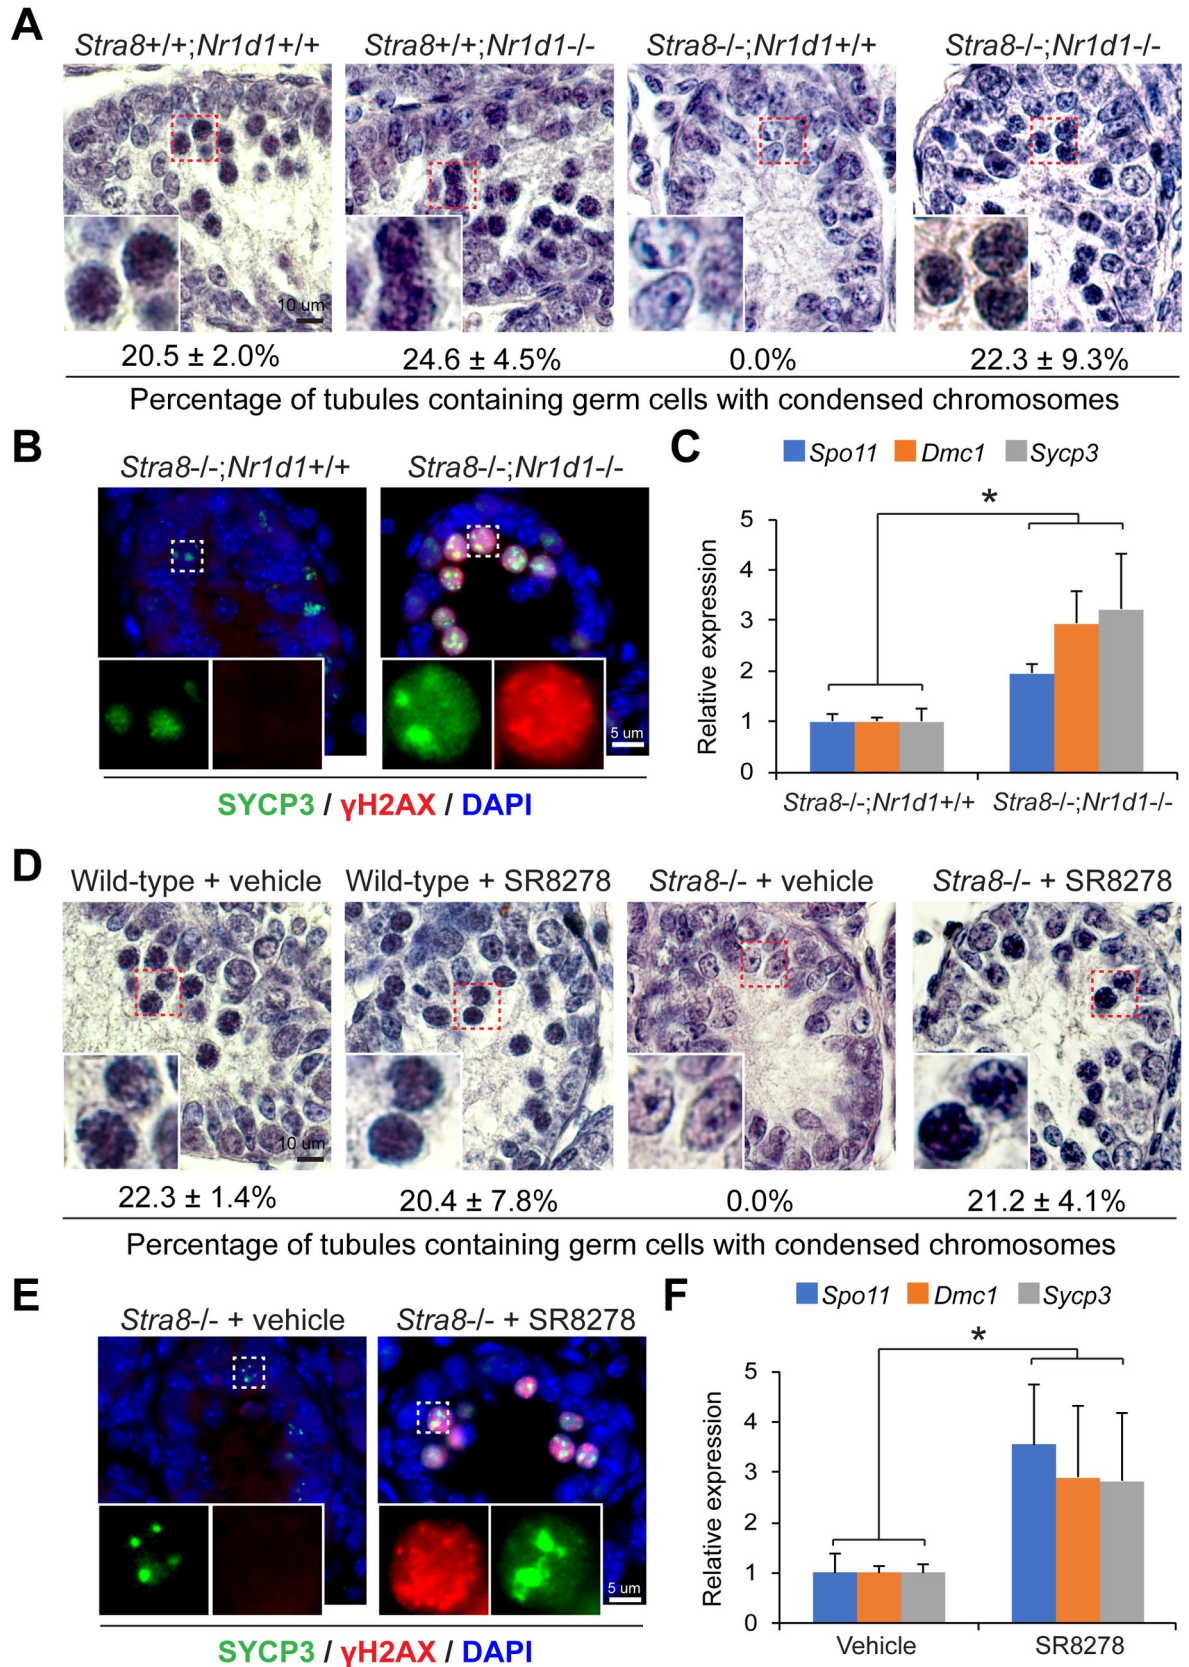 A
Stra8+/+;Nr1d1+/+ Stra8+/+;Nr1d1-/- Stra8-/-;Nr1d1+/+ Stra8-/-;Nr1d1-/-
10 um
20.5 ± 2.0% 24.6 ± 4.5% 0.0% 22.3 ± 9.3%
Percentage of tubules containing germ cells with condensed chromosomes
B
Stra8-/-;Nr1d1+/+ Stra8-/-;Nr1d1-/-
5 um
SYCP3 / γH2AX / DAPI
C
Spo11 Dmc1 Sycp3
*
Relative expression
5
4
3
2
1
0
Stra8-/-;Nr1d1+/+ Stra8-/-;Nr1d1-/-
D
Wild-type + vehicle Wild-type + SR8278 Stra8-/- + vehicle Stra8-/- + SR8278
10 um
22.3 ± 1.4% 20.4 ± 7.8% 0.0% 21.2 ± 4.1%
Percentage of tubules containing germ cells with condensed chromosomes
E
Stra8-/- + vehicle Stra8-/- + SR8278
5 um
SYCP3 / γH2AX / DAPI
F
Spo11 Dmc1 Sycp3
*
Relative expression
5
4
3
2
1
0
Vehicle SR8278